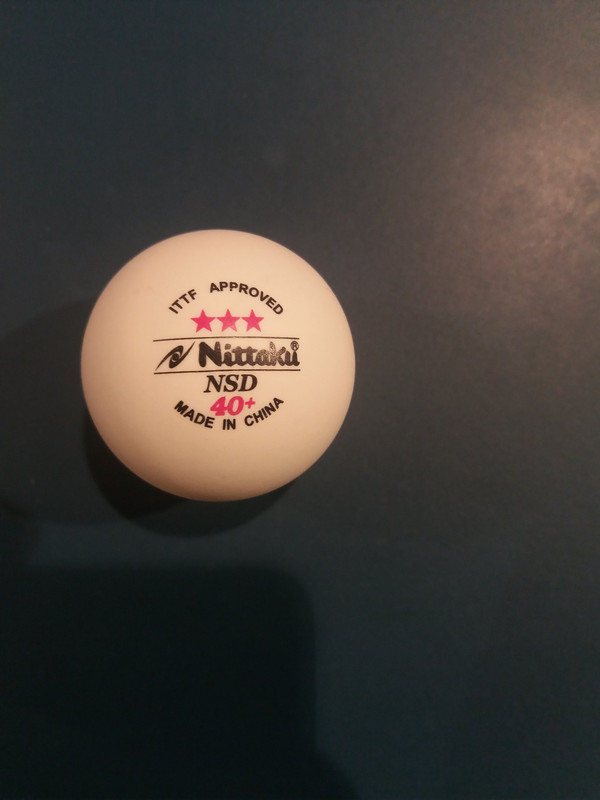 ITTF APPROVED
★★★
Nittaku®
NSD
40+
MADE IN CHINA